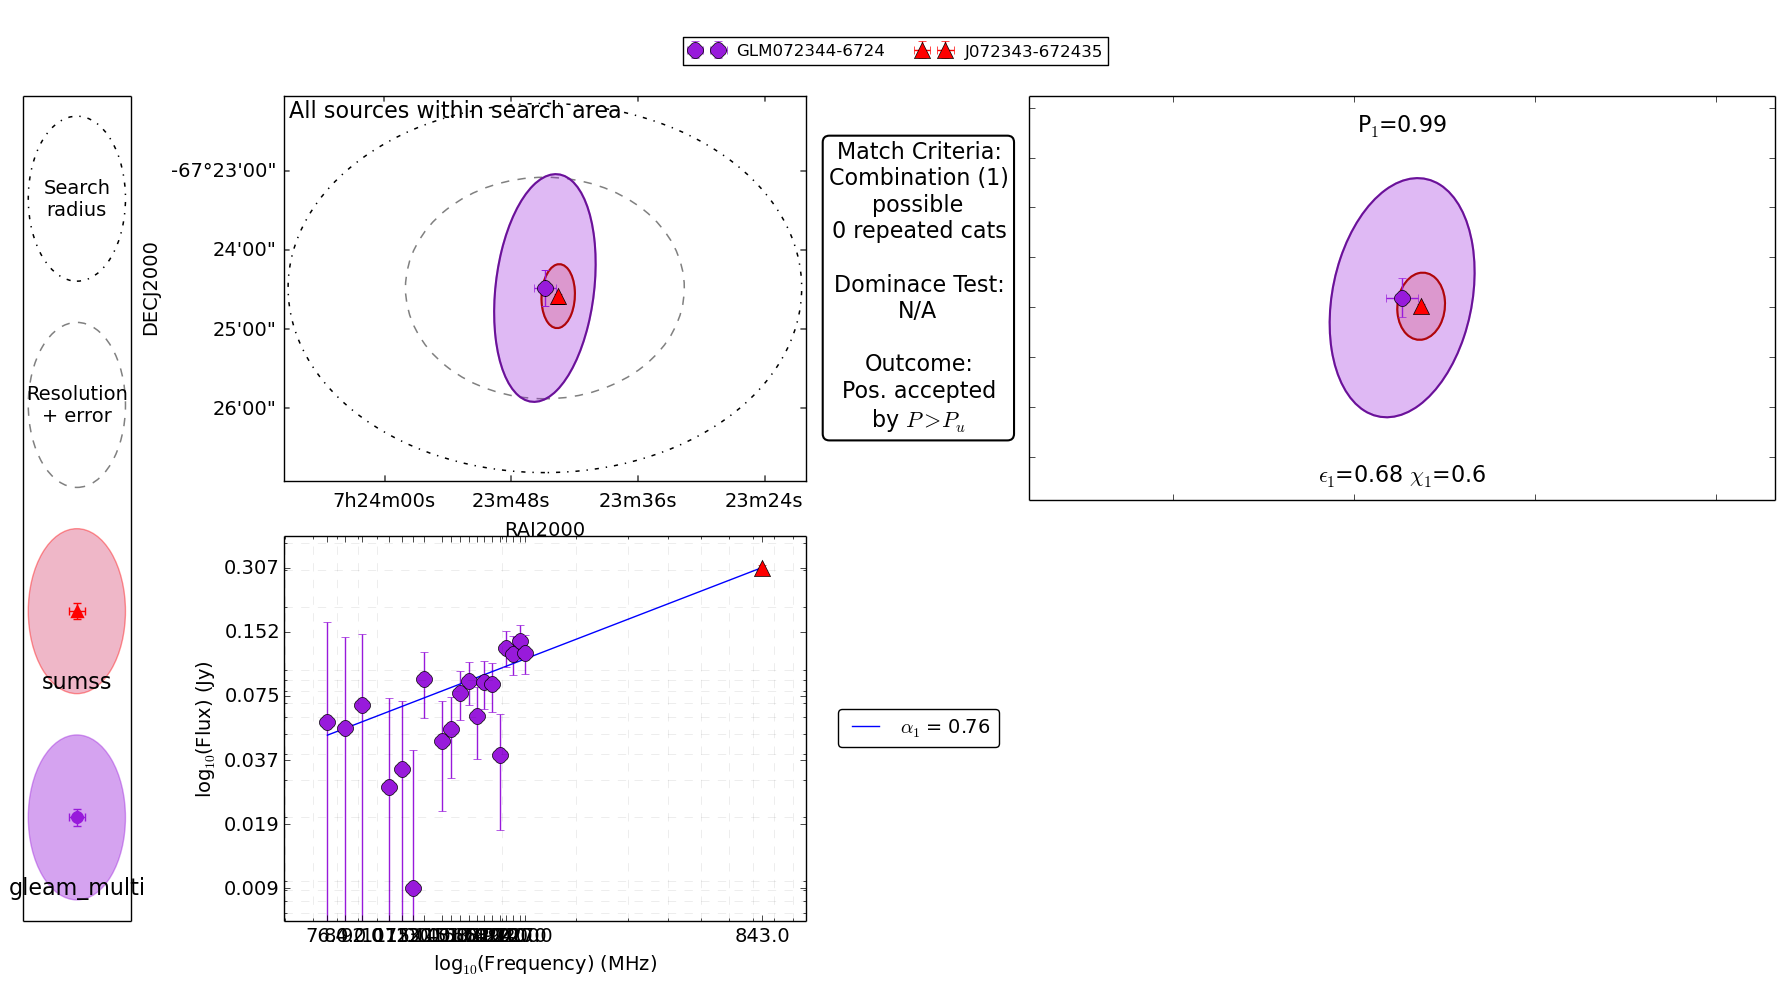 GLM072344-6724 J072343-672435
All sources within search area
Search
radius
Resolution
+ error
sumss
gleam_multi
DECJ2000
-67°23'00"
24'00"
25'00"
26'00"
7h24m00s 23m48s 23m36s 23m24s
RAJ2000
Match Criteria:
Combination (1)
possible
0 repeated cats
Dominace Test:
N/A
Outcome:
Pos. accepted
by P>Pu
P1=0.99
ϵ1=0.68 χ1=0.6
log10(Flux) (Jy)
0.307
0.152
0.075
0.037
0.019
0.009
843.0
log10(Frequency) (MHz)
α1 = 0.76